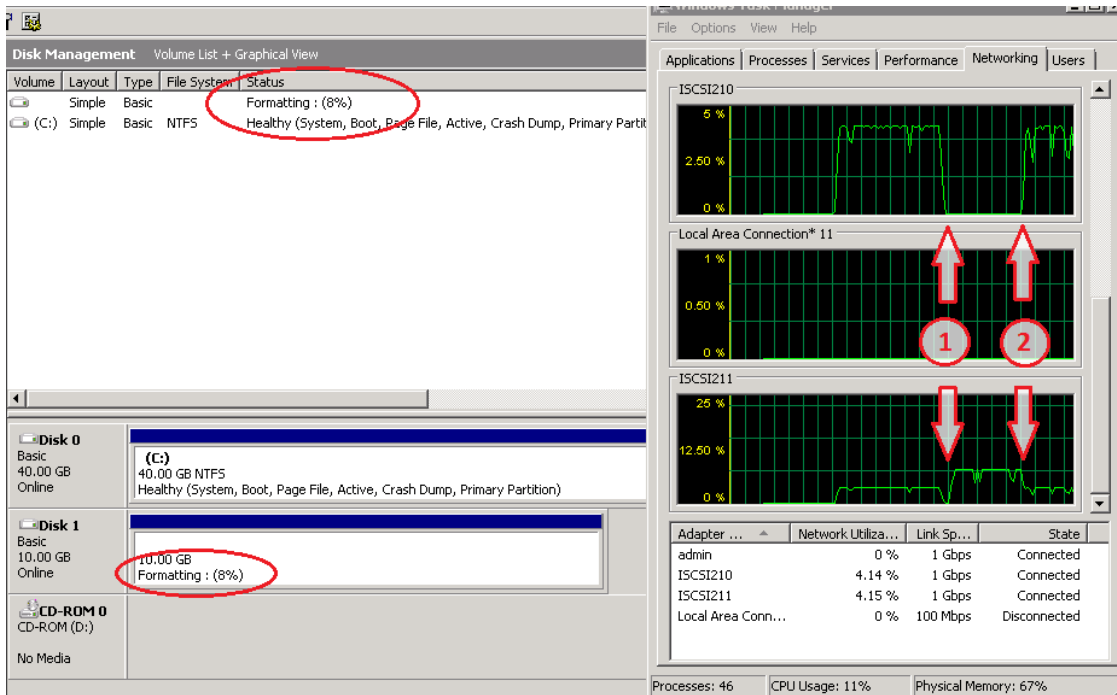 Disk Management Volume List + Graphical View
Volume Layout Type File System Status
Simple Basic Formatting : (8%)
(C:) Simple Basic NTFS Healthy (System, Boot, Page File, Active, Crash Dump, Primary Partit
Disk 0
Basic
40.00 GB
Online
(C:)
40.00 GB NTFS
Healthy (System, Boot, Page File, Active, Crash Dump, Primary Partition)
Disk 1
Basic
10.00 GB
Online
10.00 GB
Formatting : (8%)
CD-ROM 0
CD-ROM (D:)
No Media
Windows Task Manager
File Options View Help
Applications Processes Services Performance Networking Users
ISCSI210
5 %
2.50 %
0 %
Local Area Connection* 11
1 %
0.50 %
0 %
1 2
ISCSI211
25 %
12.50 %
0 %
Adapter ... Network Utiliza... Link Sp... State
admin 0 % 1 Gbps Connected
ISCSI210 4.14 % 1 Gbps Connected
ISCSI211 4.15 % 1 Gbps Connected
Local Area Conn... 0 % 100 Mbps Disconnected
Processes: 46 CPU Usage: 11% Physical Memory: 67%